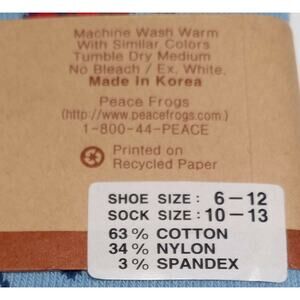 Machine Wash Warm
With Similar Colors
Tumble Dry Medium
No Bleach / Ex. White.
Made In Korea
Peace Frogs
(http://www.peacefrogs.com)
1-800-44-PEACE
Printed on
Recycled Paper
SHOE SIZE: 6-12
SOCK SIZE: 10-13
63% COTTON
34% NYLON
3% SPANDEX